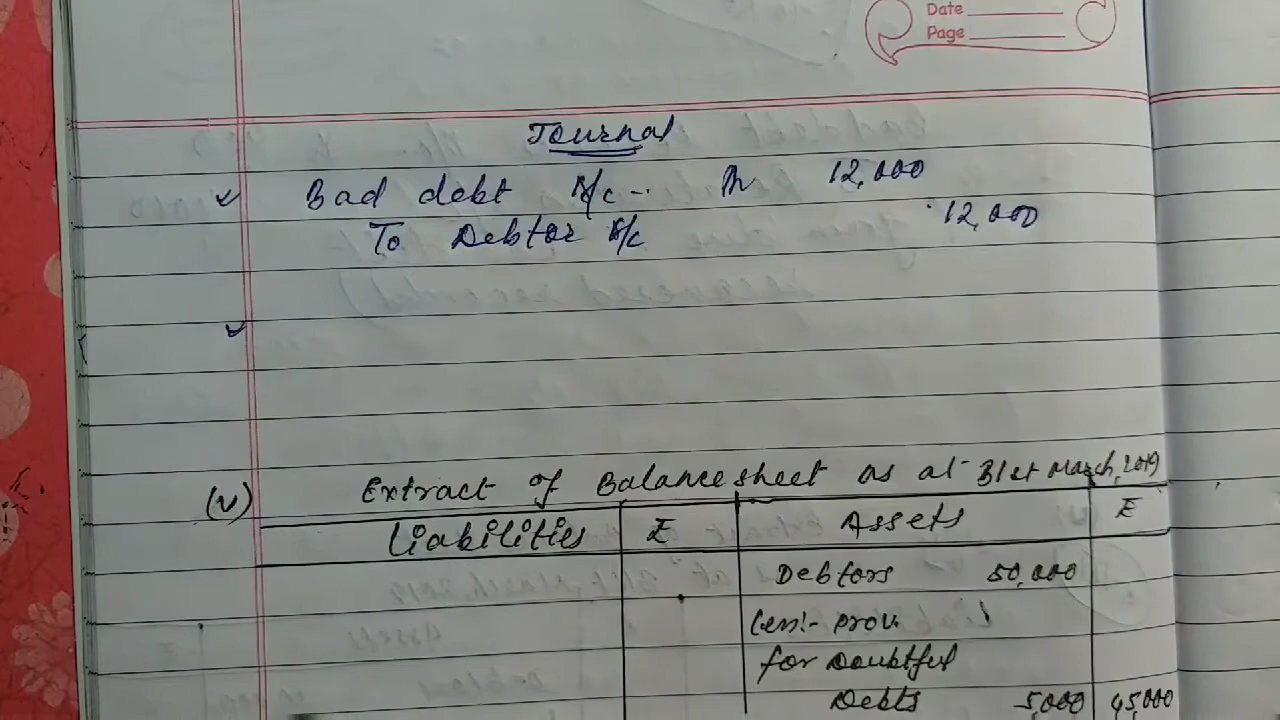 Date
Page
Journal
Bad debt A/c -. Dr 12,000
To Debtor A/c 12,000
(V) Extract of Balance sheet as at 31st March, 2019
Liabilities ₹ Assets ₹
Debtors 50,000
Less:- prov.
for Doubtful
Debts 5,000 45,000